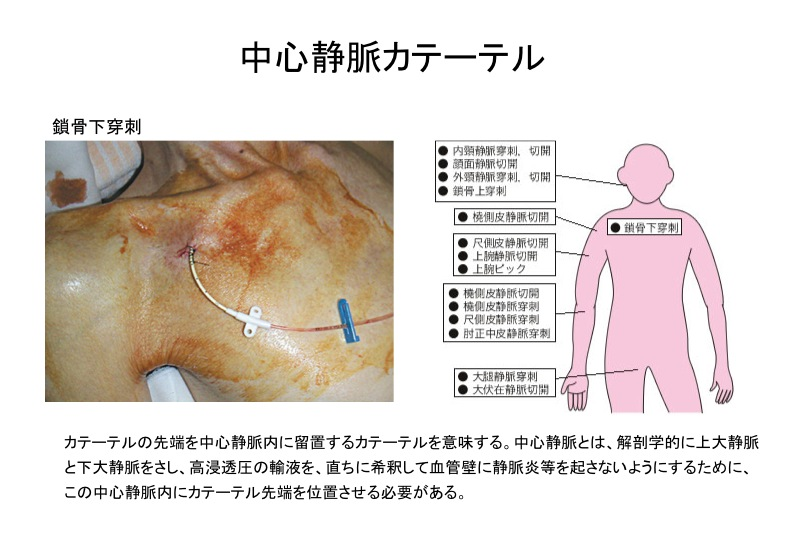 中心静脈カテーテル
鎖骨下穿刺
● 内頸静脈穿刺，切開
● 顔面静脈切開
● 外頸静脈穿刺，切開
● 鎖骨上穿刺
● 橈側皮静脈切開
● 鎖骨下穿刺
● 尺側皮静脈切開
● 上腕静脈切開
● 上腕ピック
● 橈側皮静脈切開
● 橈側皮静脈穿刺
● 尺側皮静脈穿刺
● 肘正中皮静脈穿刺
● 大腿静脈穿刺
● 大伏在静脈切開
カテーテルの先端を中心静脈内に留置するカテーテルを意味する。中心静脈とは、解剖学的に上大静脈
と下大静脈をさし、高浸透圧の輸液を、直ちに希釈して血管壁に静脈炎等を起さないようにするために、
この中心静脈内にカテーテル先端を位置させる必要がある。